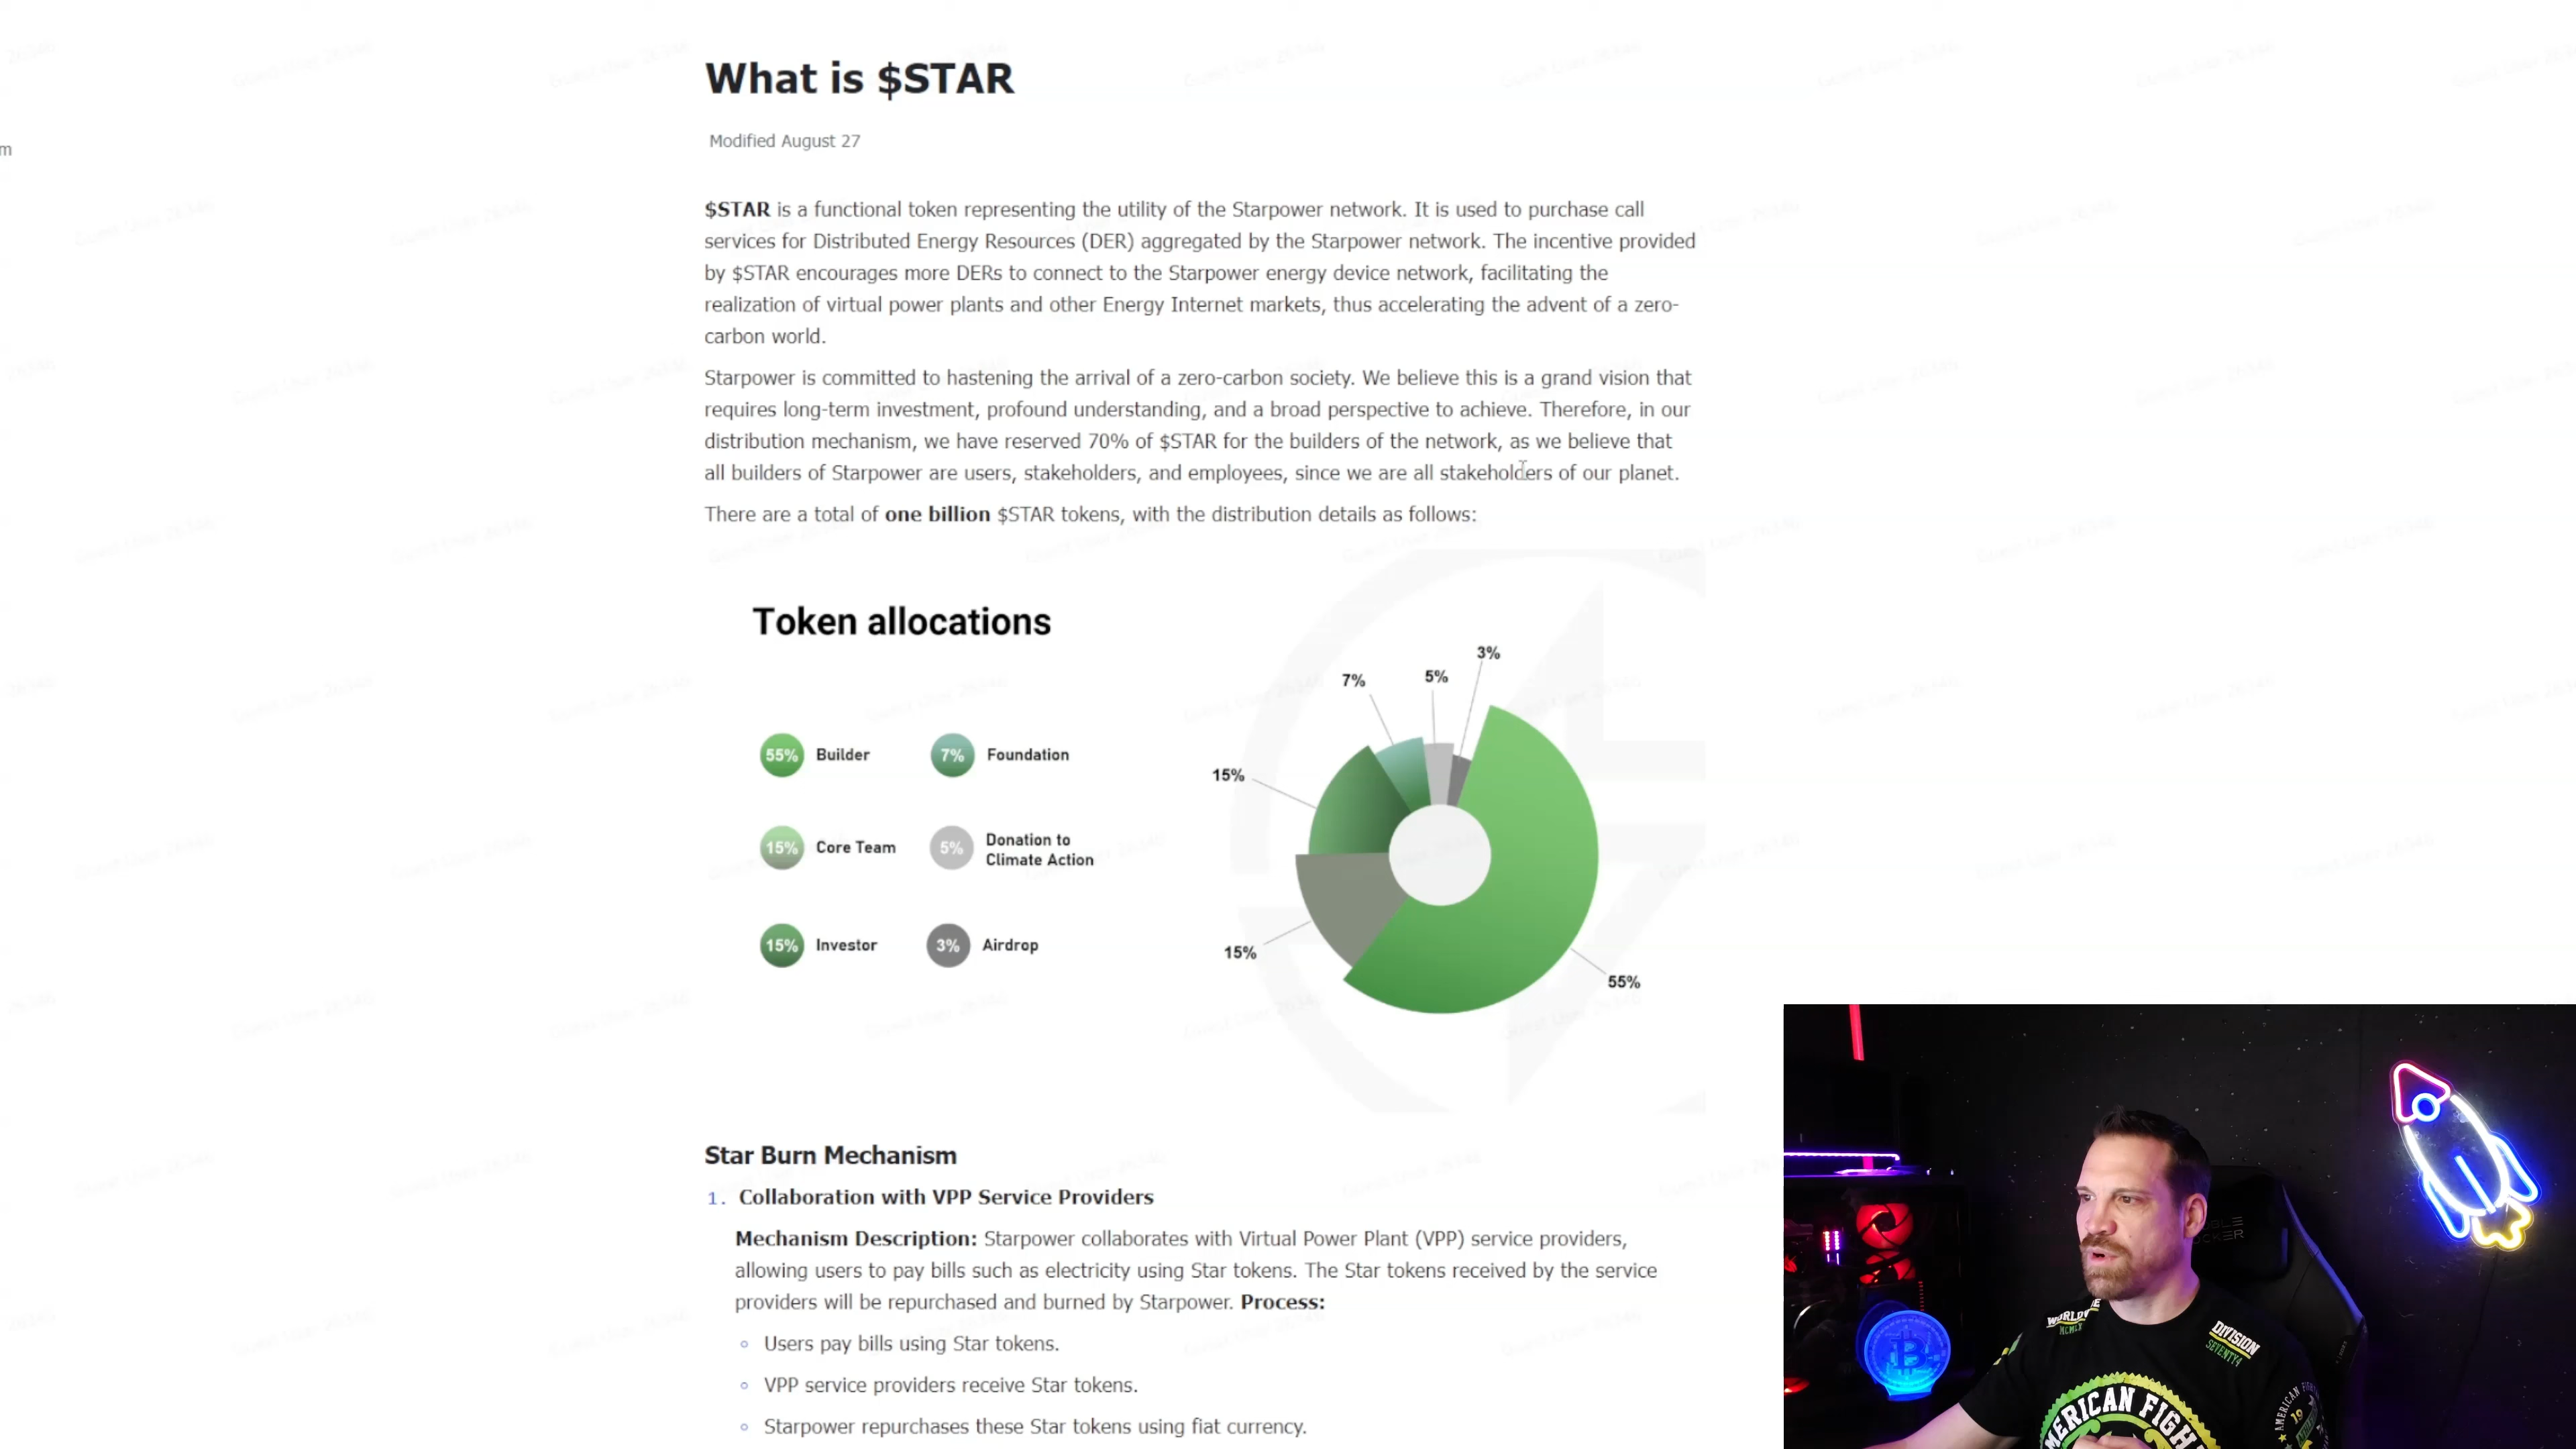 What is $STAR
Modified August 27
m
$STAR is a functional token representing the utility of the Starpower network. It is used to purchase call
services for Distributed Energy Resources (DER) aggregated by the Starpower network. The incentive provided
by $STAR encourages more DERs to connect to the Starpower energy device network, facilitating the
realization of virtual power plants and other Energy Internet markets, thus accelerating the advent of a zero-
carbon world.
Starpower is committed to hastening the arrival of a zero-carbon society. We believe this is a grand vision that
requires long-term investment, profound understanding, and a broad perspective to achieve. Therefore, in our
distribution mechanism, we have reserved 70% of $STAR for the builders of the network, as we believe that
all builders of Starpower are users, stakeholders, and employees, since we are all stakeholders of our planet.
There are a total of one billion $STAR tokens, with the distribution details as follows:
Token allocations
55% Builder
7% Foundation
15% Core Team
5% Donation to
Climate Action
15% Investor
3% Airdrop
3%
5%
7%
15%
15%
55%
Star Burn Mechanism
1. Collaboration with VPP Service Providers
Mechanism Description: Starpower collaborates with Virtual Power Plant (VPP) service providers,
allowing users to pay bills such as electricity using Star tokens. The Star tokens received by the service
providers will be repurchased and burned by Starpower. Process:
Users pay bills using Star tokens.
VPP service providers receive Star tokens.
Starpower repurchases these Star tokens using fiat currency.
DIVISION
SEVENTY4